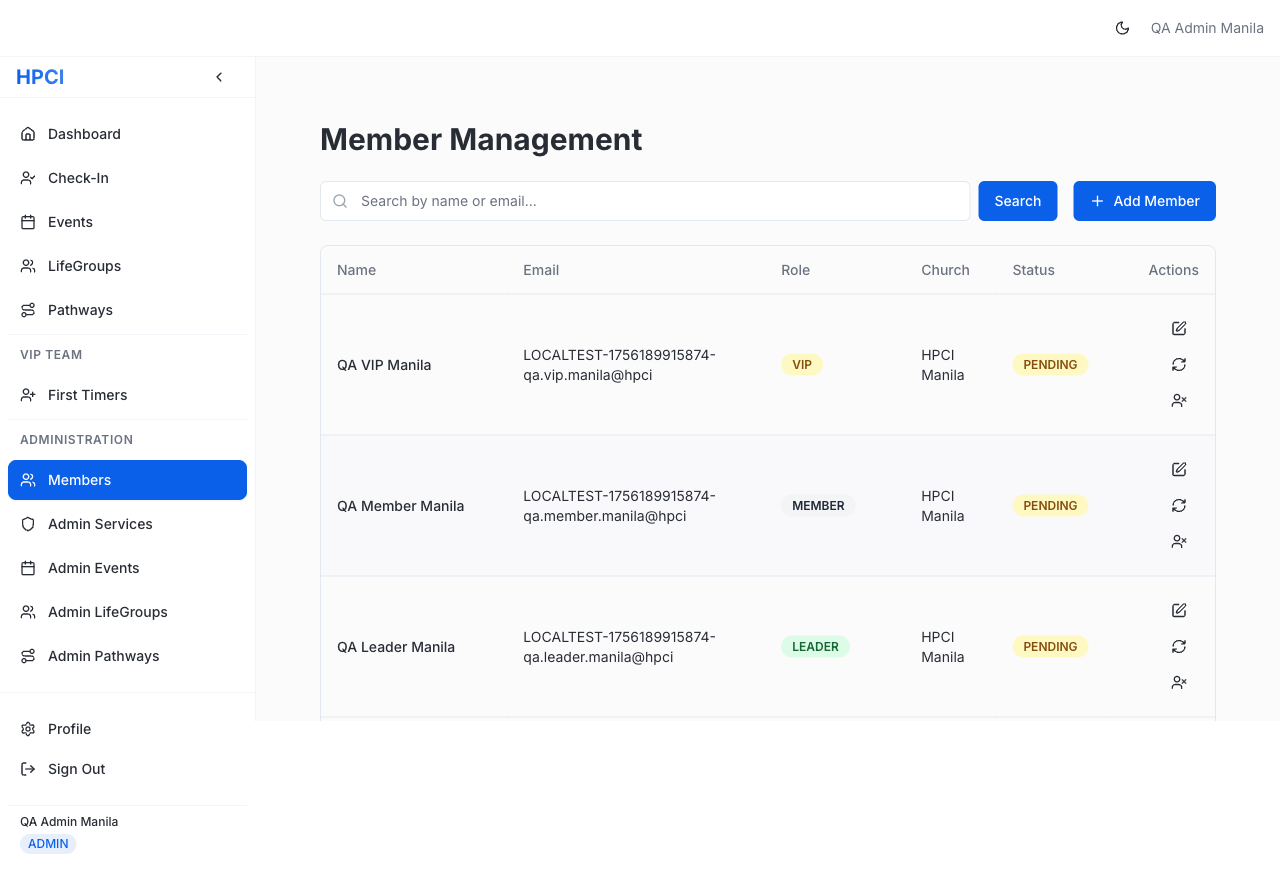 QA Admin Manila
HPCI
Dashboard
Check-In
Events
LifeGroups
Pathways
VIP TEAM
First Timers
ADMINISTRATION
Members
Admin Services
Admin Events
Admin LifeGroups
Admin Pathways
Profile
Sign Out
QA Admin Manila
ADMIN
Member Management
Search by name or email...
Search
Add Member
Name Email Role Church Status Actions
QA VIP Manila
LOCALTEST-1756189915874-
qa.vip.manila@hpci
VIP
HPCI
Manila
PENDING
QA Member Manila
LOCALTEST-1756189915874-
qa.member.manila@hpci
MEMBER
HPCI
Manila
PENDING
QA Leader Manila
LOCALTEST-1756189915874-
qa.leader.manila@hpci
LEADER
HPCI
Manila
PENDING